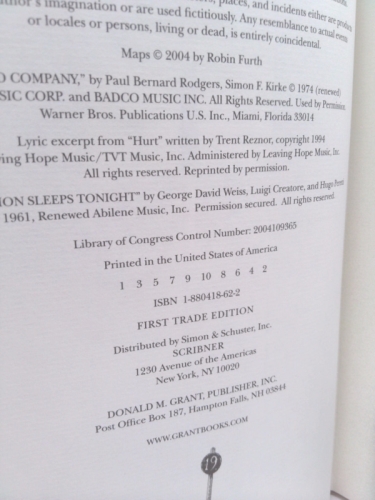 author's imagination or are used fictitiously. Any resemblance to actual events
or locales or persons, living or dead, is entirely coincidental.
Maps © 2004 by Robin Furth
COMPANY," by Paul Bernard Rodgers, Simon F. Kirke © 1974 (renewed)
SIC CORP. and BADCO MUSIC INC. All Rights Reserved. Used by Permission
Warner Bros. Publications U.S. Inc., Miami, Florida 33014
Lyric excerpt from "Hurt" written by Trent Reznor, copyright 1994
ving Hope Music/TVT Music, Inc. Administered by Leaving Hope Music, Inc.
All rights reserved. Reprinted by permission.
ION SLEEPS TONIGHT" by George David Weiss, Luigi Creatore, and Hugo
1961, Renewed Abilene Music, Inc. Permission secured. All rights reserved.
Library of Congress Control Number: 2004109365
Printed in the United States of America
1 3 5 7 9 10 8 6 4 2
ISBN 1-880418-62-2
FIRST TRADE EDITION
Distributed by Simon & Schuster, Inc.
SCRIBNER
1230 Avenue of the Americas
New York, NY 10020
DONALD M. GRANT, PUBLISHER, INC.
Post Office Box 187, Hampton Falls, NH 03844
WWW.GRANTBOOKS.COM
19